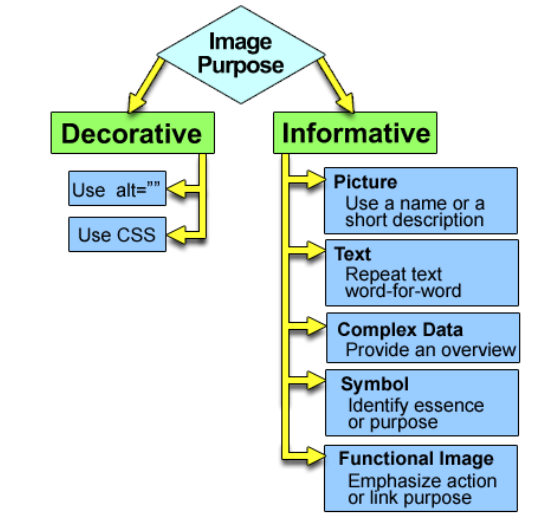 Image
Purpose
Decorative
Use alt=””
Use CSS
Informative
Picture
Use a name or a
short description
Text
Repeat text
word-for-word
Complex Data
Provide an overview
Symbol
Identify essence
or purpose
Functional Image
Emphasize action
or link purpose